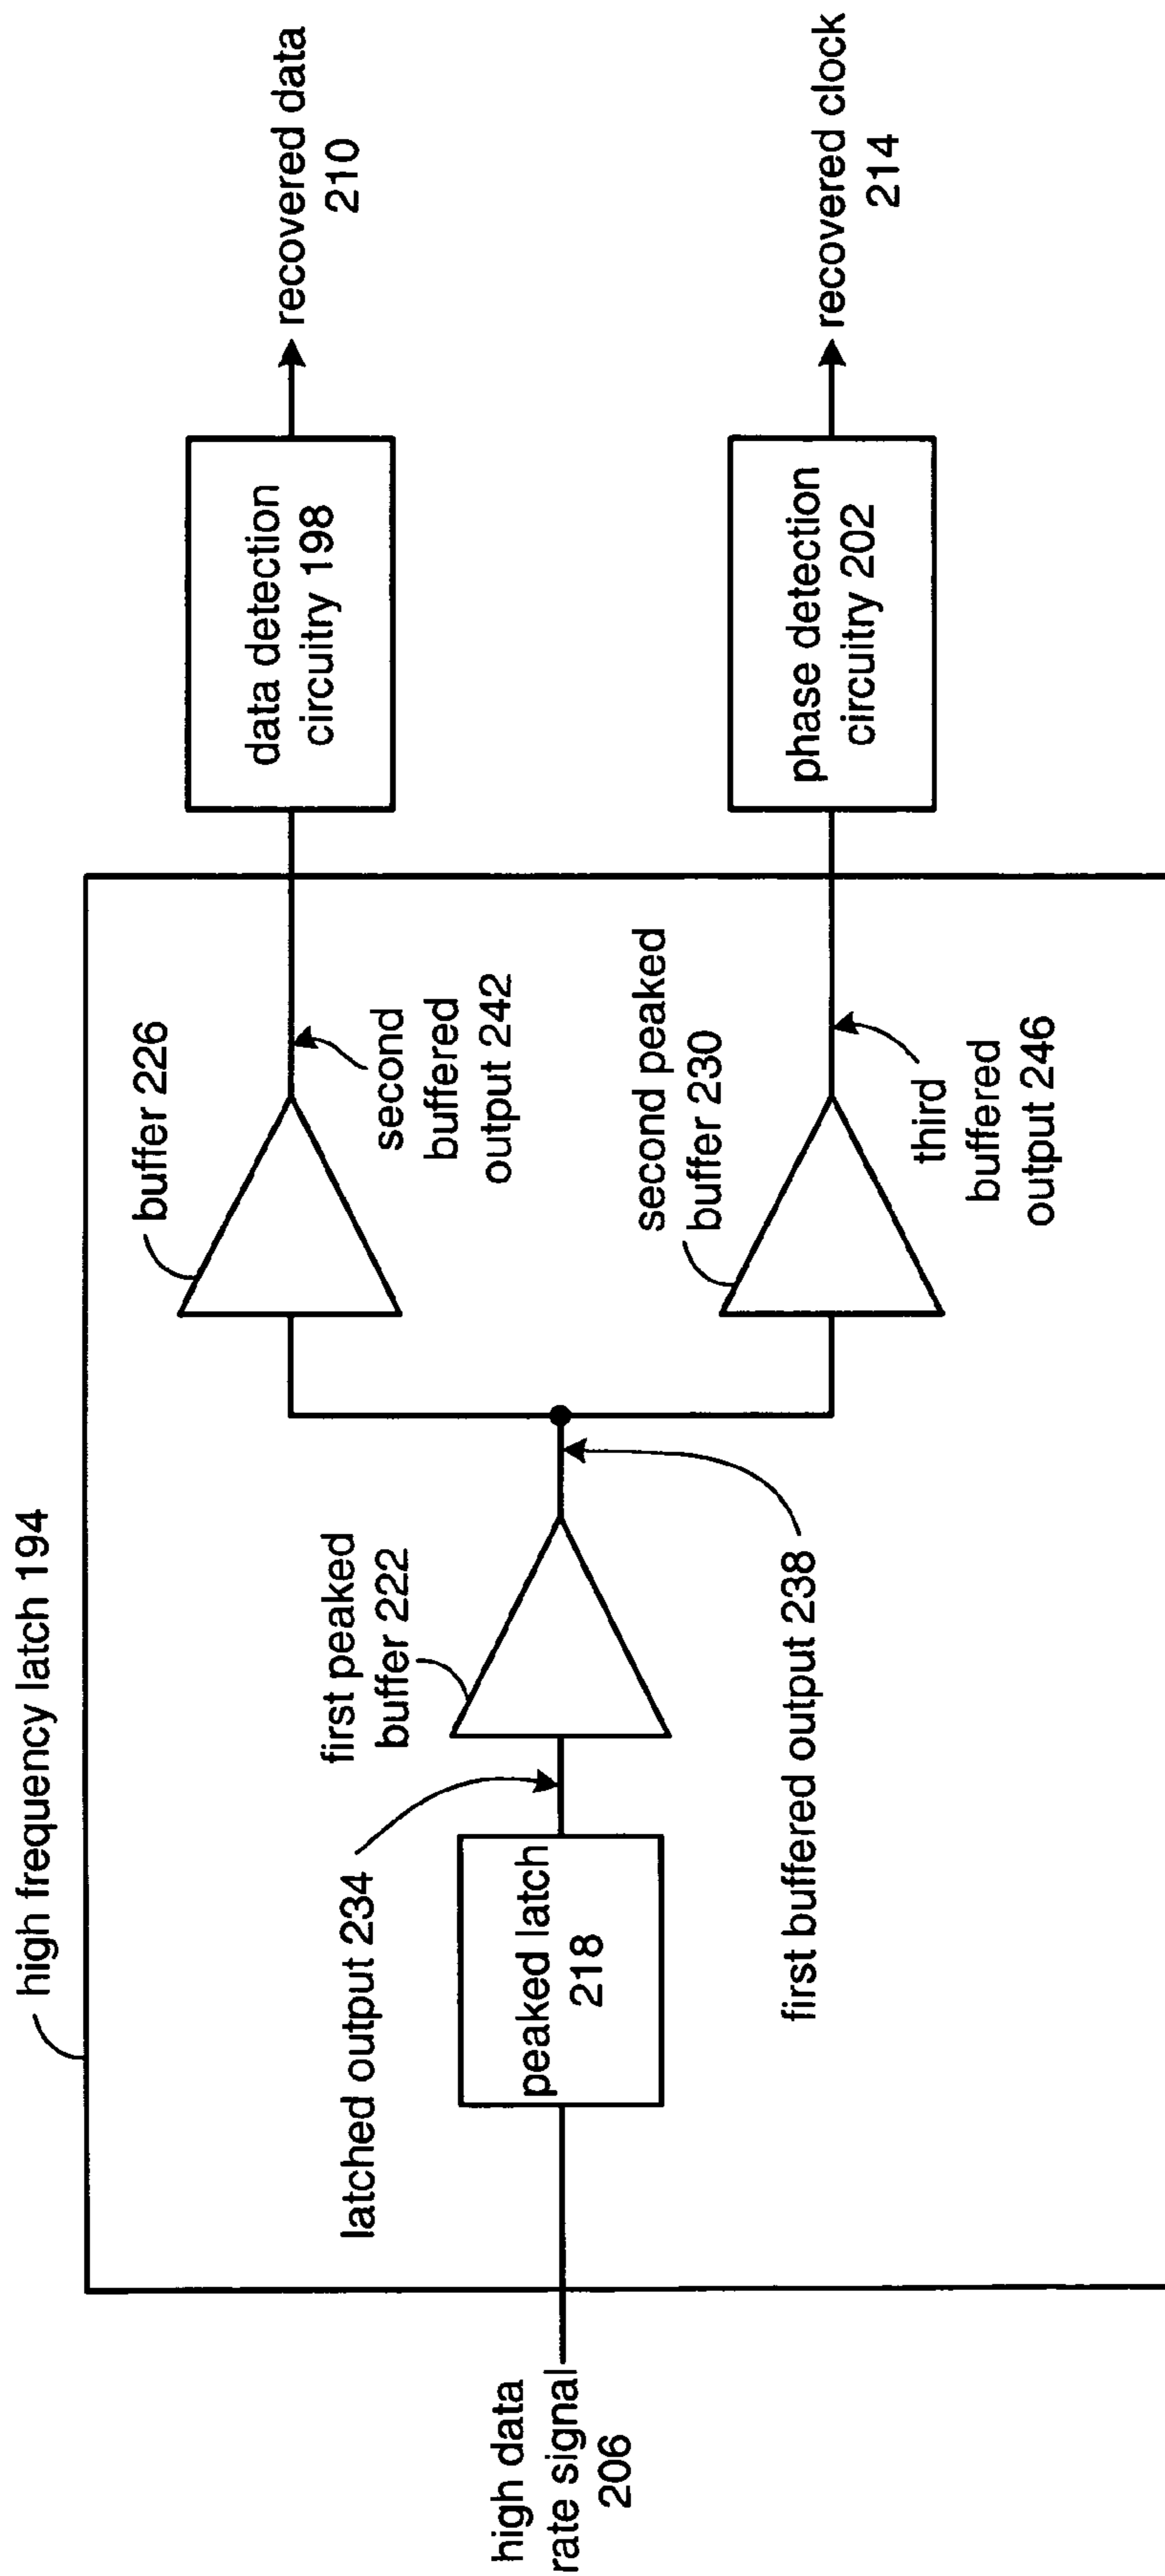 high frequency latch 194
buffer 226
recovered data
210
data detection
circuitry 198
second
buffered
output 242
first peaked
buffer 222
latched output 234
high data
rate signal
206
peaked latch
218
first buffered output 238
second peaked
buffer 230
third
buffered
output 246
phase detection
circuitry 202
recovered clock
214